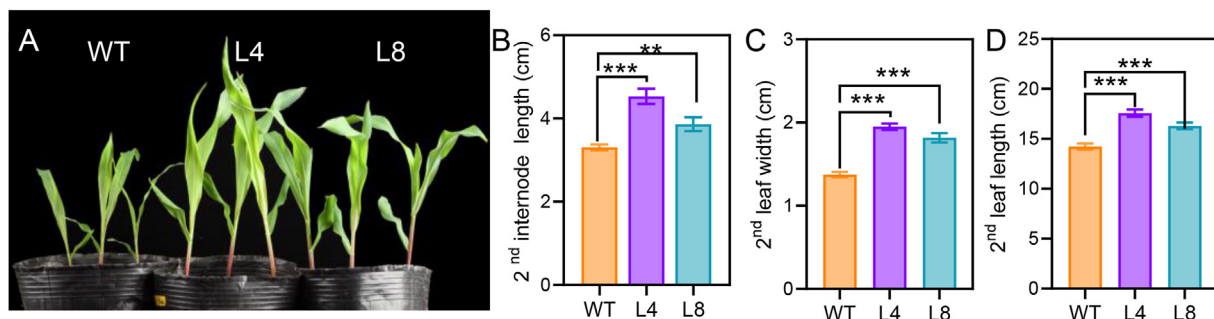 A
WT
L4
L8
B
2nd internode length (cm)
6
4
2
0
**
***
WT
L4
L8
C
2nd leaf width (cm)
3
2
1
0
***
***
WT
L4
L8
D
2nd leaf length (cm)
25
20
15
10
5
0
***
***
WT
L4
L8